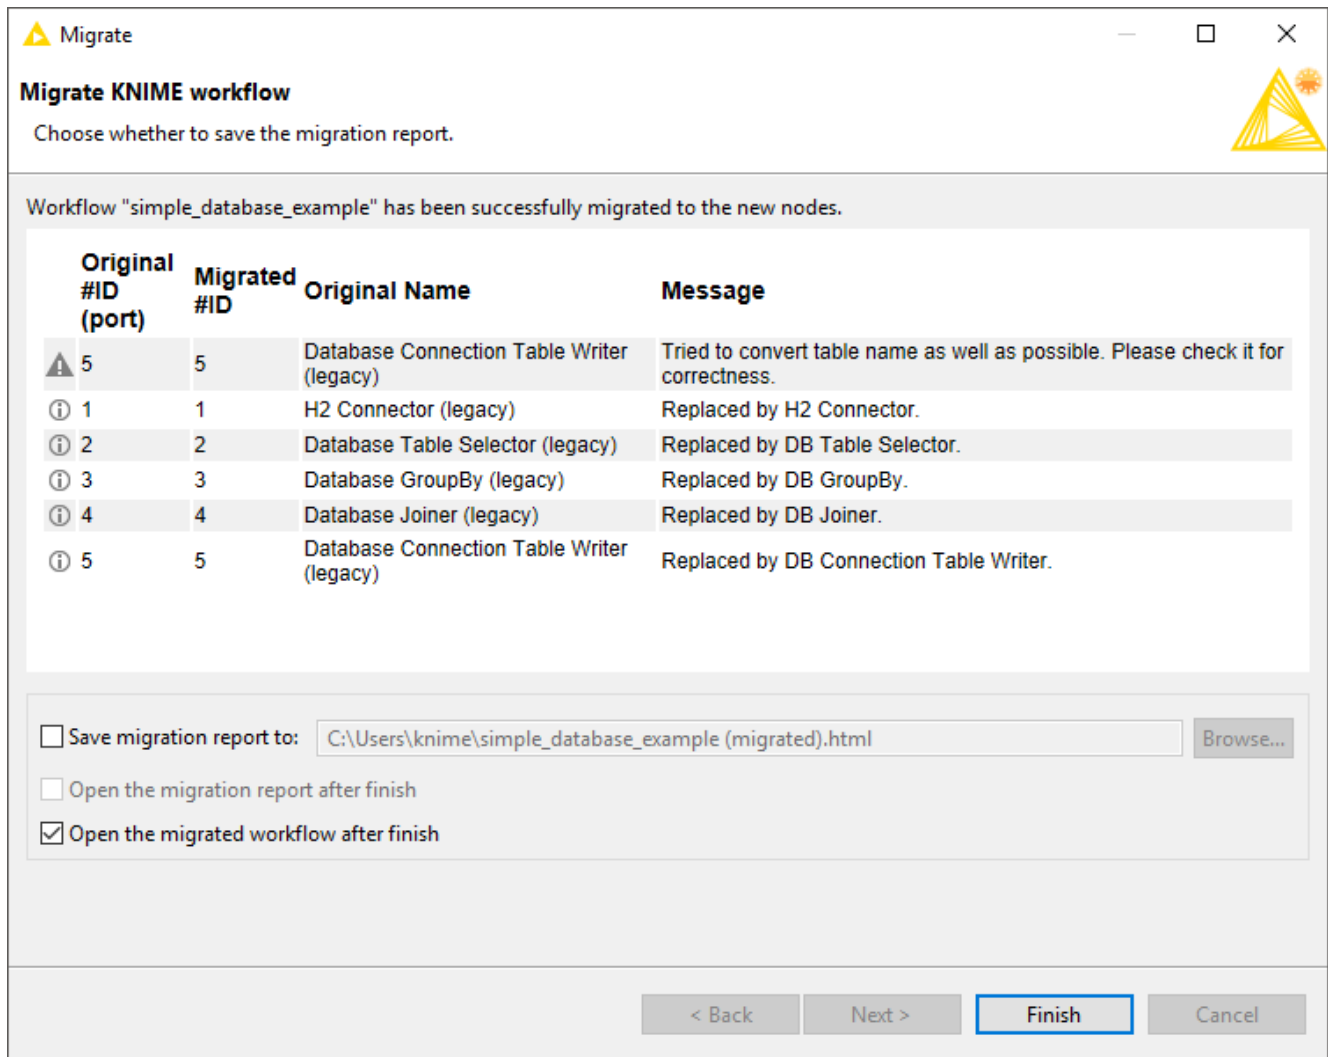 Migrate
Migrate KNIME workflow
Choose whether to save the migration report.
Workflow "simple_database_example" has been successfully migrated to the new nodes.
Original #ID (port) Migrated #ID Original Name Message
5 5 Database Connection Table Writer (legacy) Tried to convert table name as well as possible. Please check it for correctness.
1 1 H2 Connector (legacy) Replaced by H2 Connector.
2 2 Database Table Selector (legacy) Replaced by DB Table Selector.
3 3 Database GroupBy (legacy) Replaced by DB GroupBy.
4 4 Database Joiner (legacy) Replaced by DB Joiner.
5 5 Database Connection Table Writer (legacy) Replaced by DB Connection Table Writer.
Save migration report to: C:\Users\knime\simple_database_example (migrated).html Browse...
Open the migration report after finish
Open the migrated workflow after finish
< Back Next > Finish Cancel